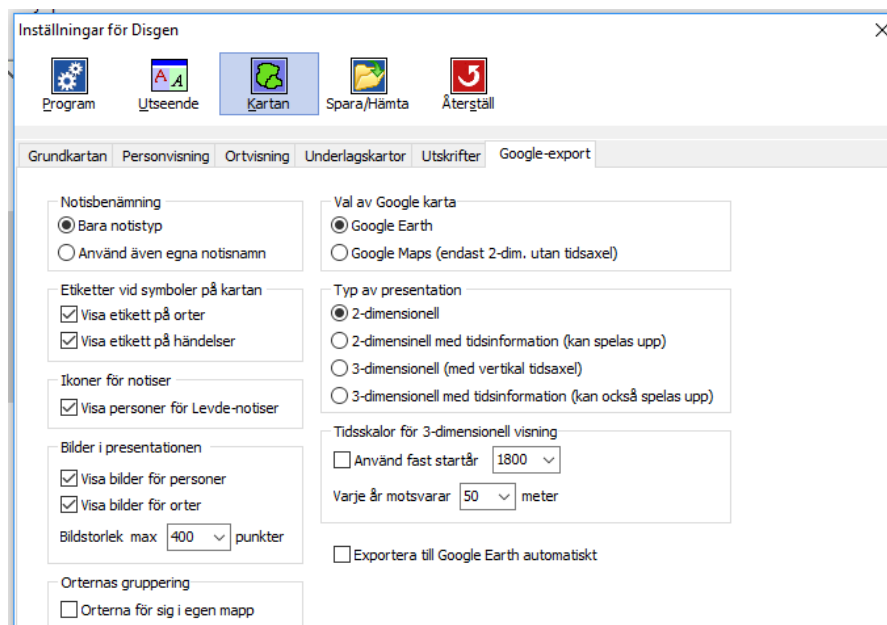 Inställningar för Disgen
Program Utseende Kartan Spara/Hämta Återställ
Grundkartan Personvisning Ortvisning Underlagskartor Utskrifter Google-export
Notisbenämning
Bara notistyp
Använd även egna notisnamn
Etiketter vid symboler på kartan
Visa etikett på orter
Visa etikett på händelser
Ikoner för notiser
Visa personer för Levde-notiser
Bilder i presentationen
Visa bilder för personer
Visa bilder för orter
Bildstorlek max 400 punkter
Orternas gruppering
Orterna för sig i egen mapp
Val av Google karta
Google Earth
Google Maps (endast 2-dim. utan tidsaxel)
Typ av presentation
2-dimensionell
2-dimensinell med tidsinformation (kan spelas upp)
3-dimensionell (med vertikal tidsaxel)
3-dimensionell med tidsinformation (kan också spelas upp)
Tidsskalor för 3-dimensionell visning
Använd fast startår 1800
Varje år motsvarar 50 meter
Exportera till Google Earth automatiskt